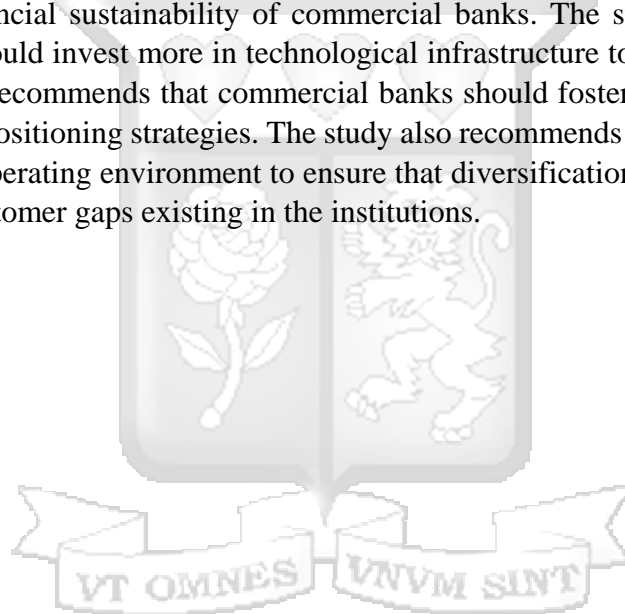 ncial sustainability of commercial banks. The s
ould invest more in technological infrastructure to
recommends that commercial banks should foster
ositioning strategies. The study also recommends
perating environment to ensure that diversification
tomer gaps existing in the institutions.
VT OMNES VNVM SINT